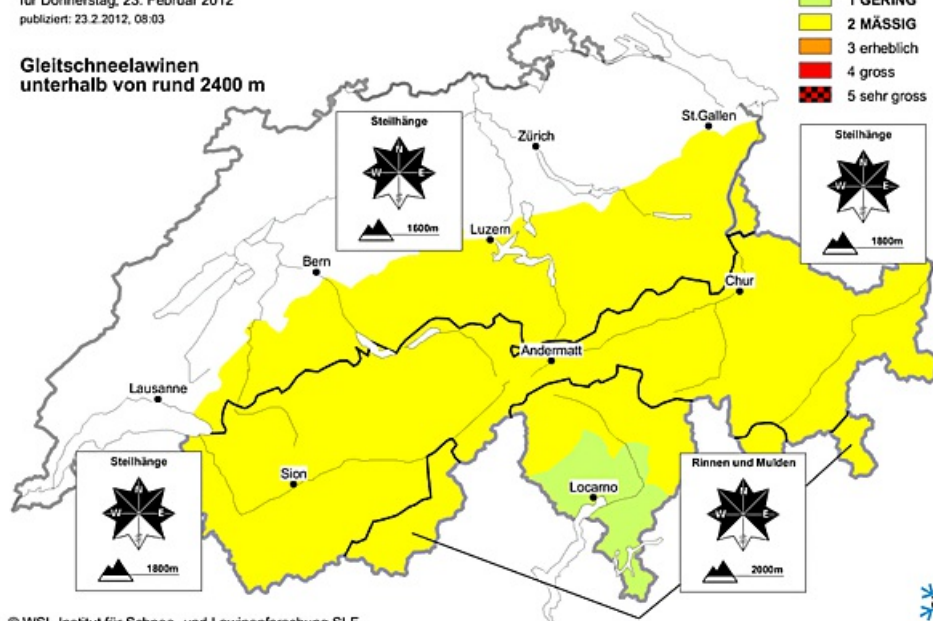 für Donnerstag, 23. Februar 2012
publiziert: 23.2.2012, 08:03
1 GERING
2 MÄSSIG
3 erheblich
4 gross
5 sehr gross
Gleitschneelawinen
unterhalb von rund 2400 m
Steilhänge
N
W E
S
1600m
Zürich
St.Gallen
Steilhänge
N
W E
S
1800m
Luzern
Bern
Chur
Andermatt
Lausanne
Steilhänge
N
W E
S
1800m
Sion
Locarno
Rinnen und Mulden
N
W E
S
2000m
© WSL-Institut für Schnee- und Lawinenforschung SLF